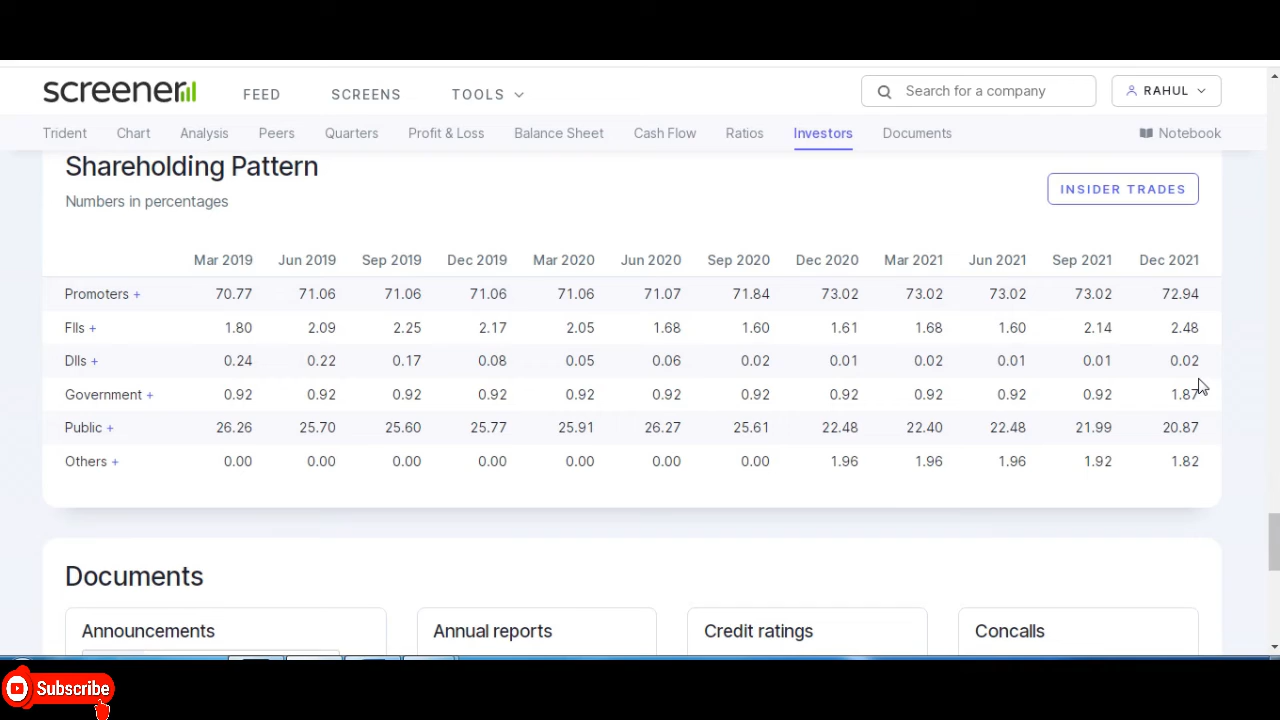 screener
FEED SCREENS TOOLS
Search for a company
RAHUL
Trident Chart Analysis Peers Quarters Profit & Loss Balance Sheet Cash Flow Ratios Investors Documents Notebook
Shareholding Pattern
INSIDER TRADES
Numbers in percentages
Mar 2019 Jun 2019 Sep 2019 Dec 2019 Mar 2020 Jun 2020 Sep 2020 Dec 2020 Mar 2021 Jun 2021 Sep 2021 Dec 2021
Promoters + 70.77 71.06 71.06 71.06 71.06 71.07 71.84 73.02 73.02 73.02 73.02 72.94
FIIs + 1.80 2.09 2.25 2.17 2.05 1.68 1.60 1.61 1.68 1.60 2.14 2.48
DIIs + 0.24 0.22 0.17 0.08 0.05 0.06 0.02 0.01 0.02 0.01 0.01 0.02
Government + 0.92 0.92 0.92 0.92 0.92 0.92 0.92 0.92 0.92 0.92 0.92 1.87
Public + 26.26 25.70 25.60 25.77 25.91 26.27 25.61 22.48 22.40 22.48 21.99 20.87
Others + 0.00 0.00 0.00 0.00 0.00 0.00 0.00 1.96 1.96 1.96 1.92 1.82
Documents
Announcements Annual reports Credit ratings Concalls
Subscribe